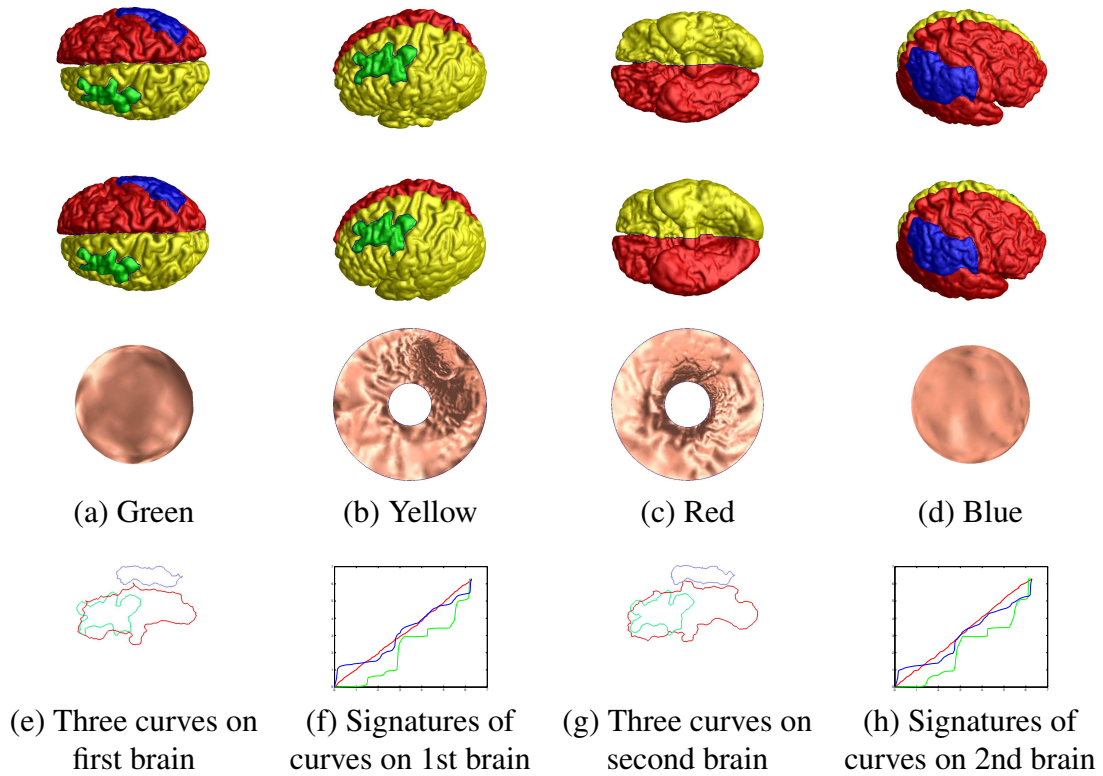 (a) Green
(b) Yellow
(c) Red
(d) Blue
(e) Three curves on
first brain
(f) Signatures of
curves on 1st brain
(g) Three curves on
second brain
(h) Signatures of
curves on 2nd brain